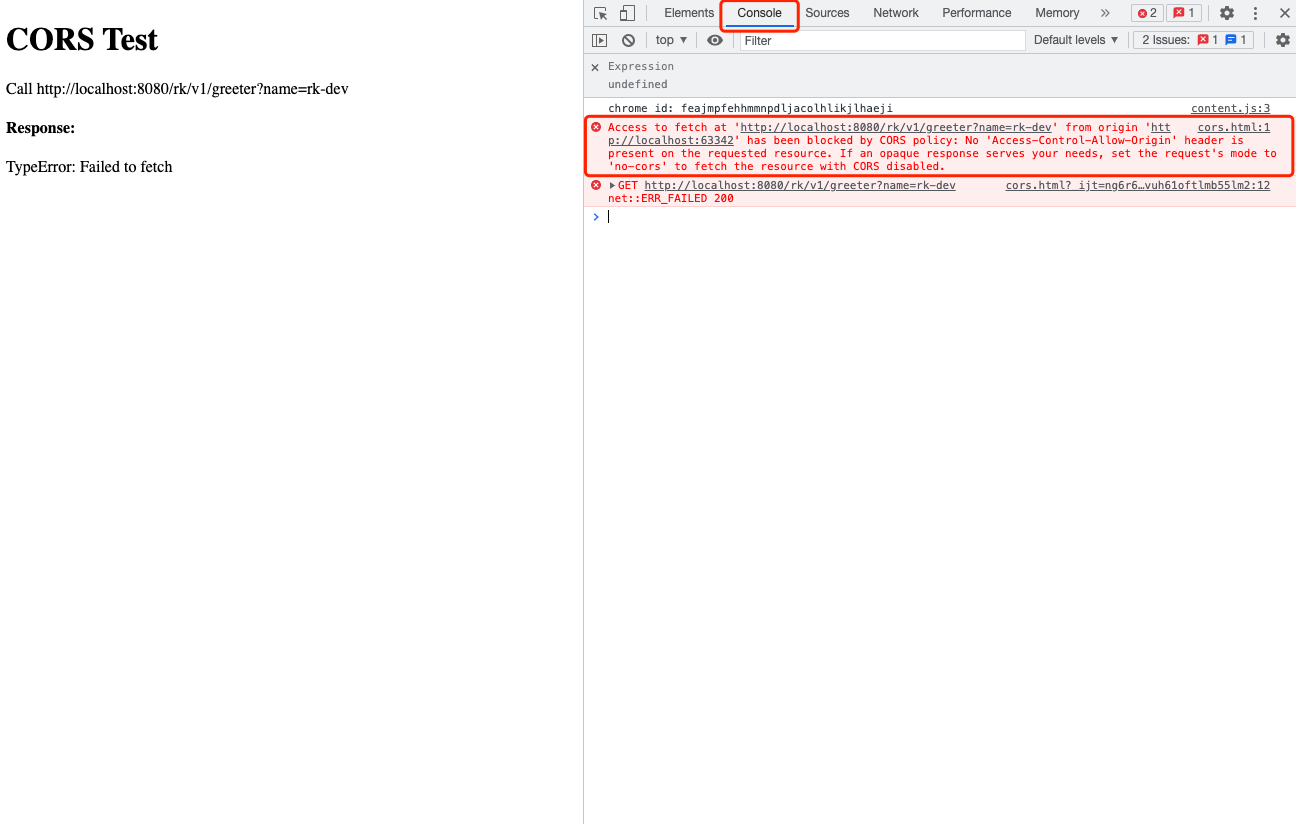 CORS Test
Call http://localhost:8080/rk/v1/greeter?name=rk-dev
Response:
TypeError: Failed to fetch
Elements Console Sources Network Performance Memory » 2 1
top ▼ Filter Default levels ▼ 2 Issues: 1 1
Expression
undefined
chrome id: feajmpfehhmmnpdljacolhlikjlhaeji content.js:3
Access to fetch at 'http://localhost:8080/rk/v1/greeter?name=rk-dev' from origin 'htt cors.html:1
p://localhost:63342' has been blocked by CORS policy: No 'Access-Control-Allow-Origin' header is
present on the requested resource. If an opaque response serves your needs, set the request's mode to
'no-cors' to fetch the resource with CORS disabled.
GET http://localhost:8080/rk/v1/greeter?name=rk-dev cors.html?_ijt=ng6r6…vuh61oftlmb55lm2:12
net::ERR_FAILED 200